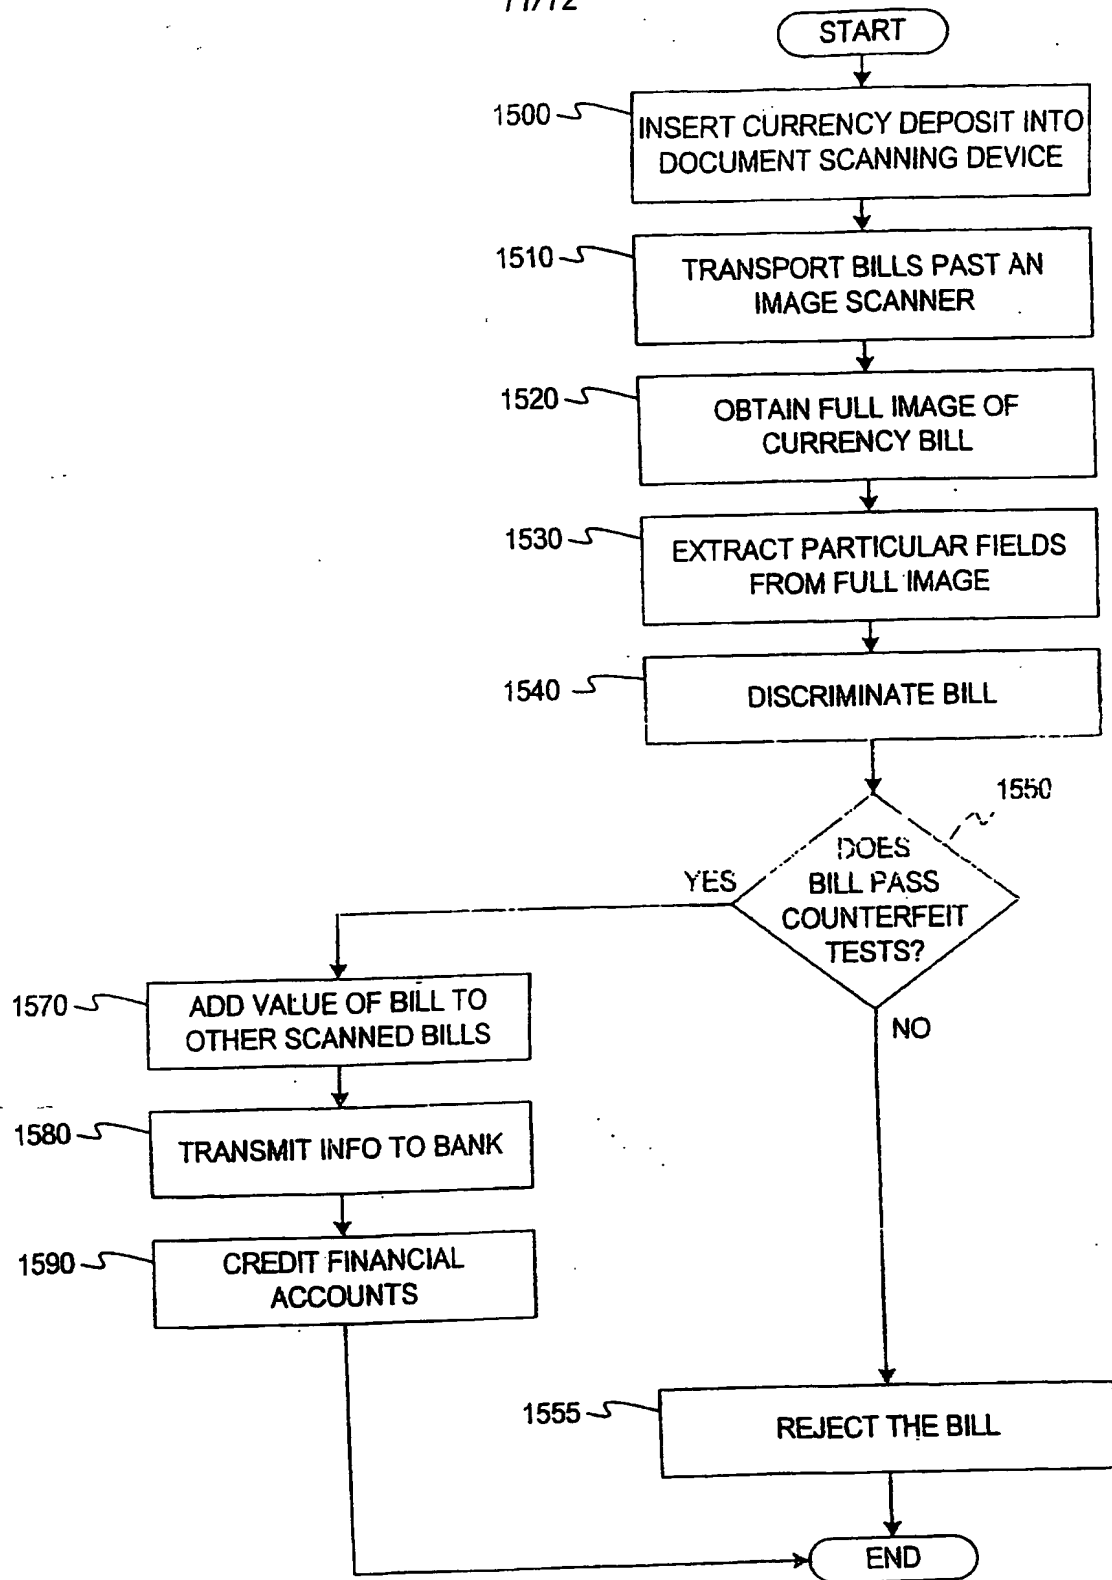 11/12
START
1500
INSERT CURRENCY DEPOSIT INTO
DOCUMENT SCANNING DEVICE
1510
TRANSPORT BILLS PAST AN
IMAGE SCANNER
1520
OBTAIN FULL IMAGE OF
CURRENCY BILL
1530
EXTRACT PARTICULAR FIELDS
FROM FULL IMAGE
1540
DISCRIMINATE BILL
1550
DOES
BILL PASS
COUNTERFEIT
TESTS?
YES
NO
1570
ADD VALUE OF BILL TO
OTHER SCANNED BILLS
1580
TRANSMIT INFO TO BANK
1590
CREDIT FINANCIAL
ACCOUNTS
1555
REJECT THE BILL
END